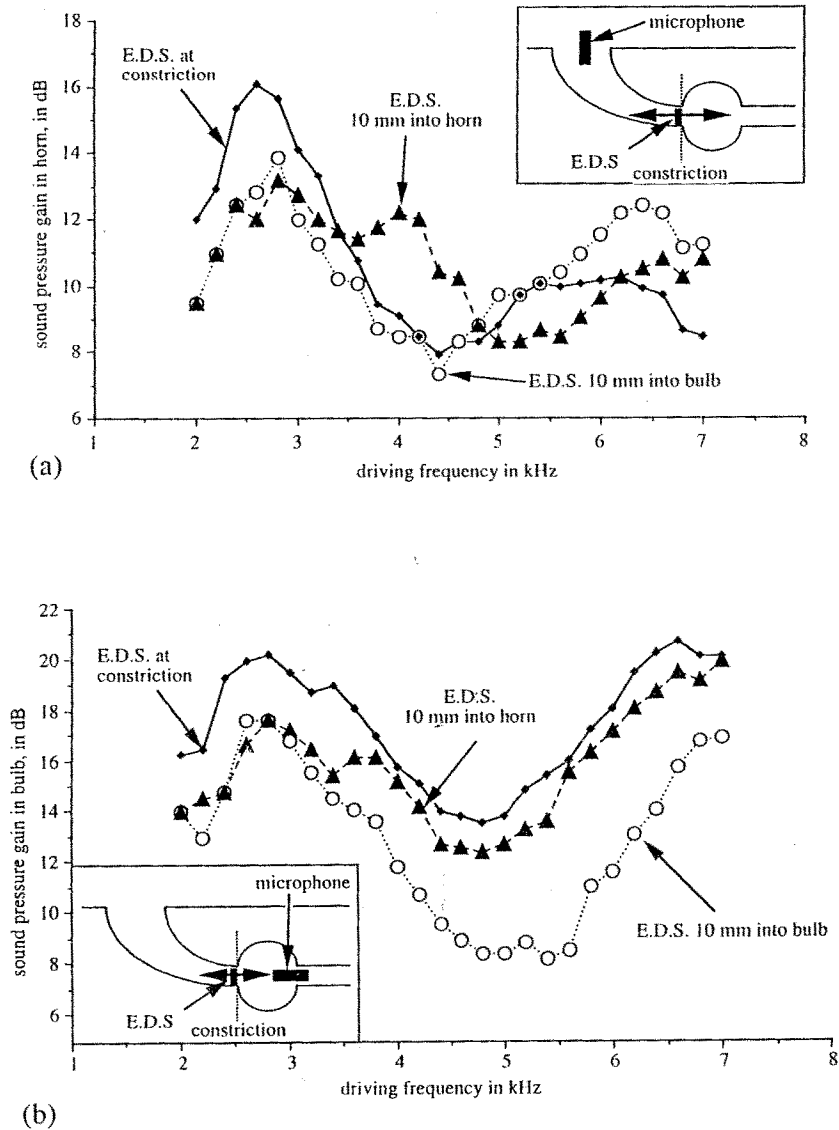 18
16
14
12
10
8
6
sound pressure gain in horn, in dB
E.D.S. at
constriction
E.D.S.
10 mm into horn
microphone
E.D.S
constriction
E.D.S. 10 mm into bulb
1 2 3 4 5 6 7 8
driving frequency in kHz
(a)
22
20
18
16
14
12
10
8
6
sound pressure gain in bulb, in dB
E.D.S. at
constriction
E.D.S.
10 mm into horn
microphone
E.D.S
constriction
E.D.S. 10 mm into bulb
1 2 3 4 5 6 7 8
driving frequency in kHz
(b)